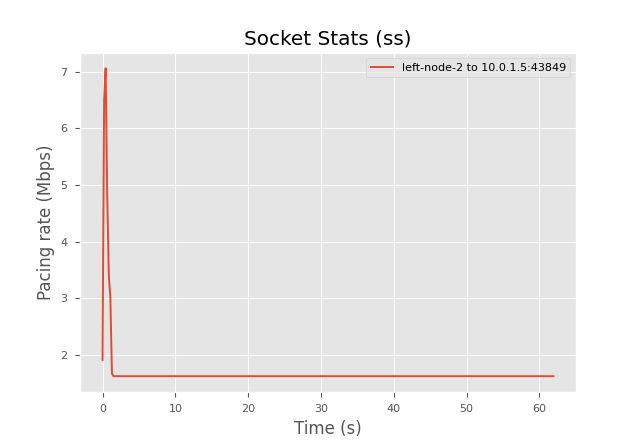 Socket Stats (ss)
left-node-2 to 10.0.1.5:43849
Pacing rate (Mbps)
7
6
5
4
3
2
0 10 20 30 40 50 60
Time (s)